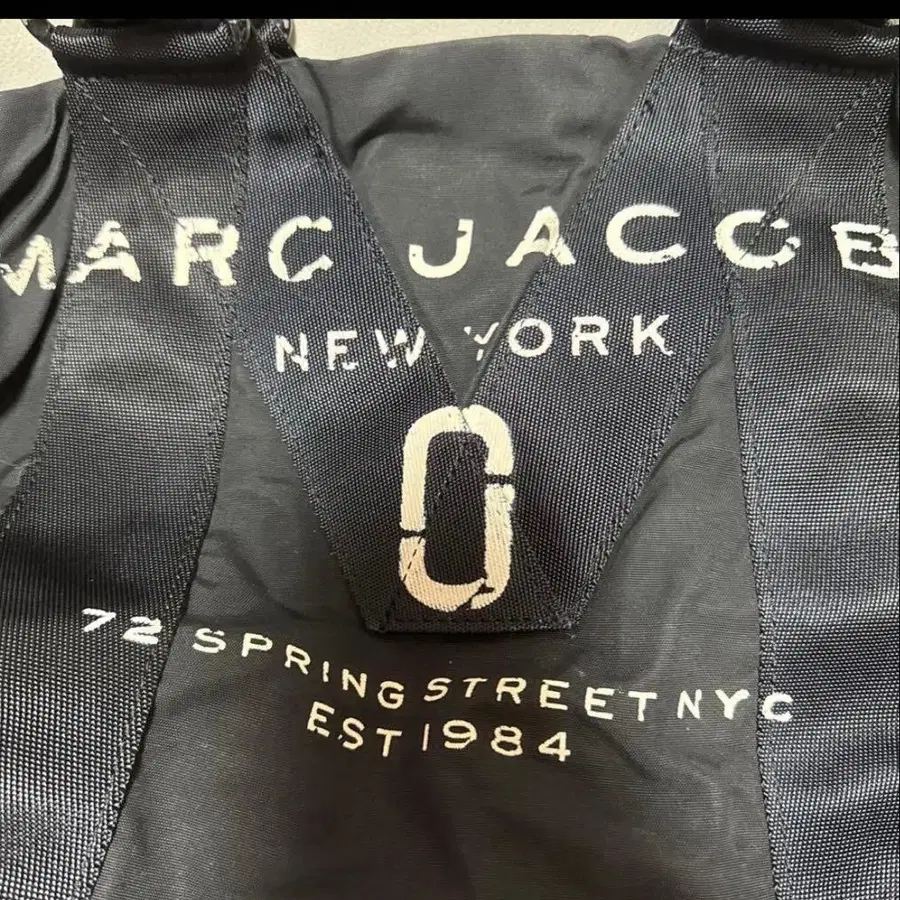 MARC JACOB
NEW YORK
72 SPRING STREET NYC
EST 1984